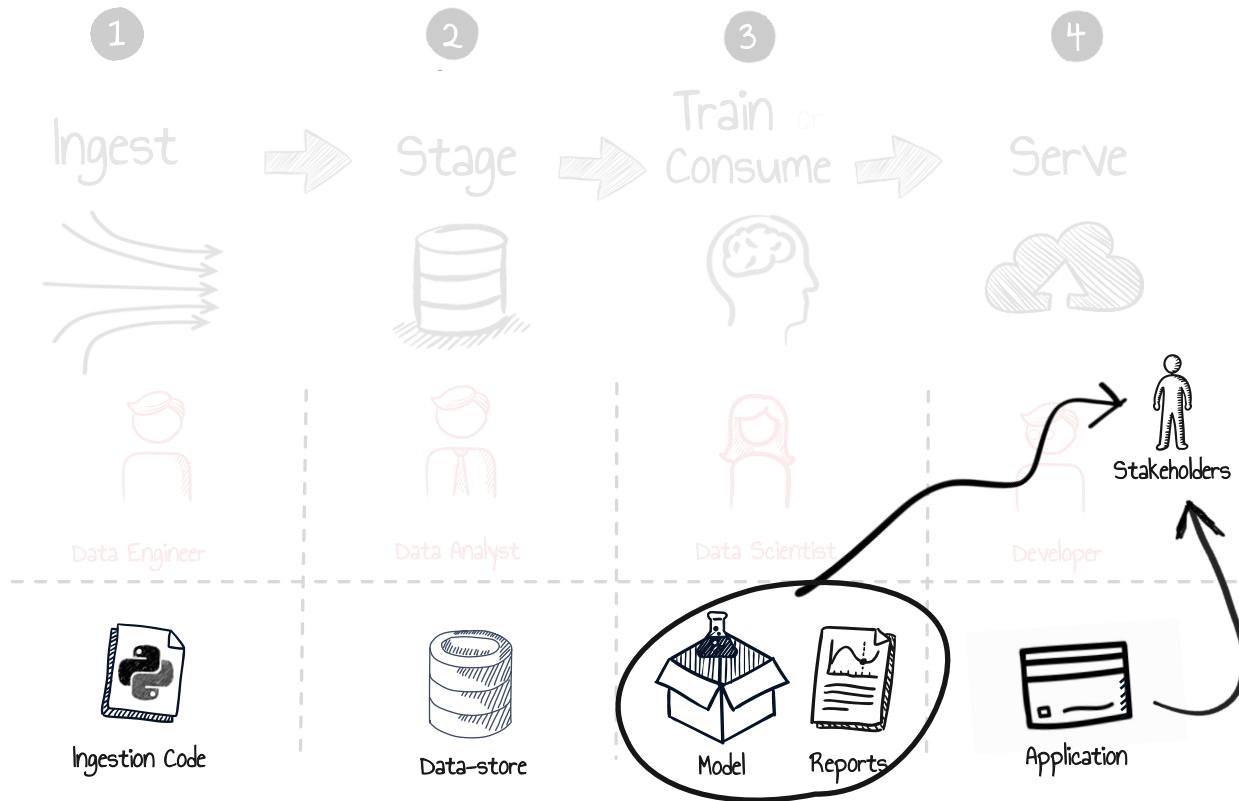 1
2
3
4
Ingest
Stage
Train or
Consume
Serve
Stakeholders
Data Engineer
Data Analyst
Data Scientist
Developer
Ingestion Code
Data-store
Model
Reports
Application